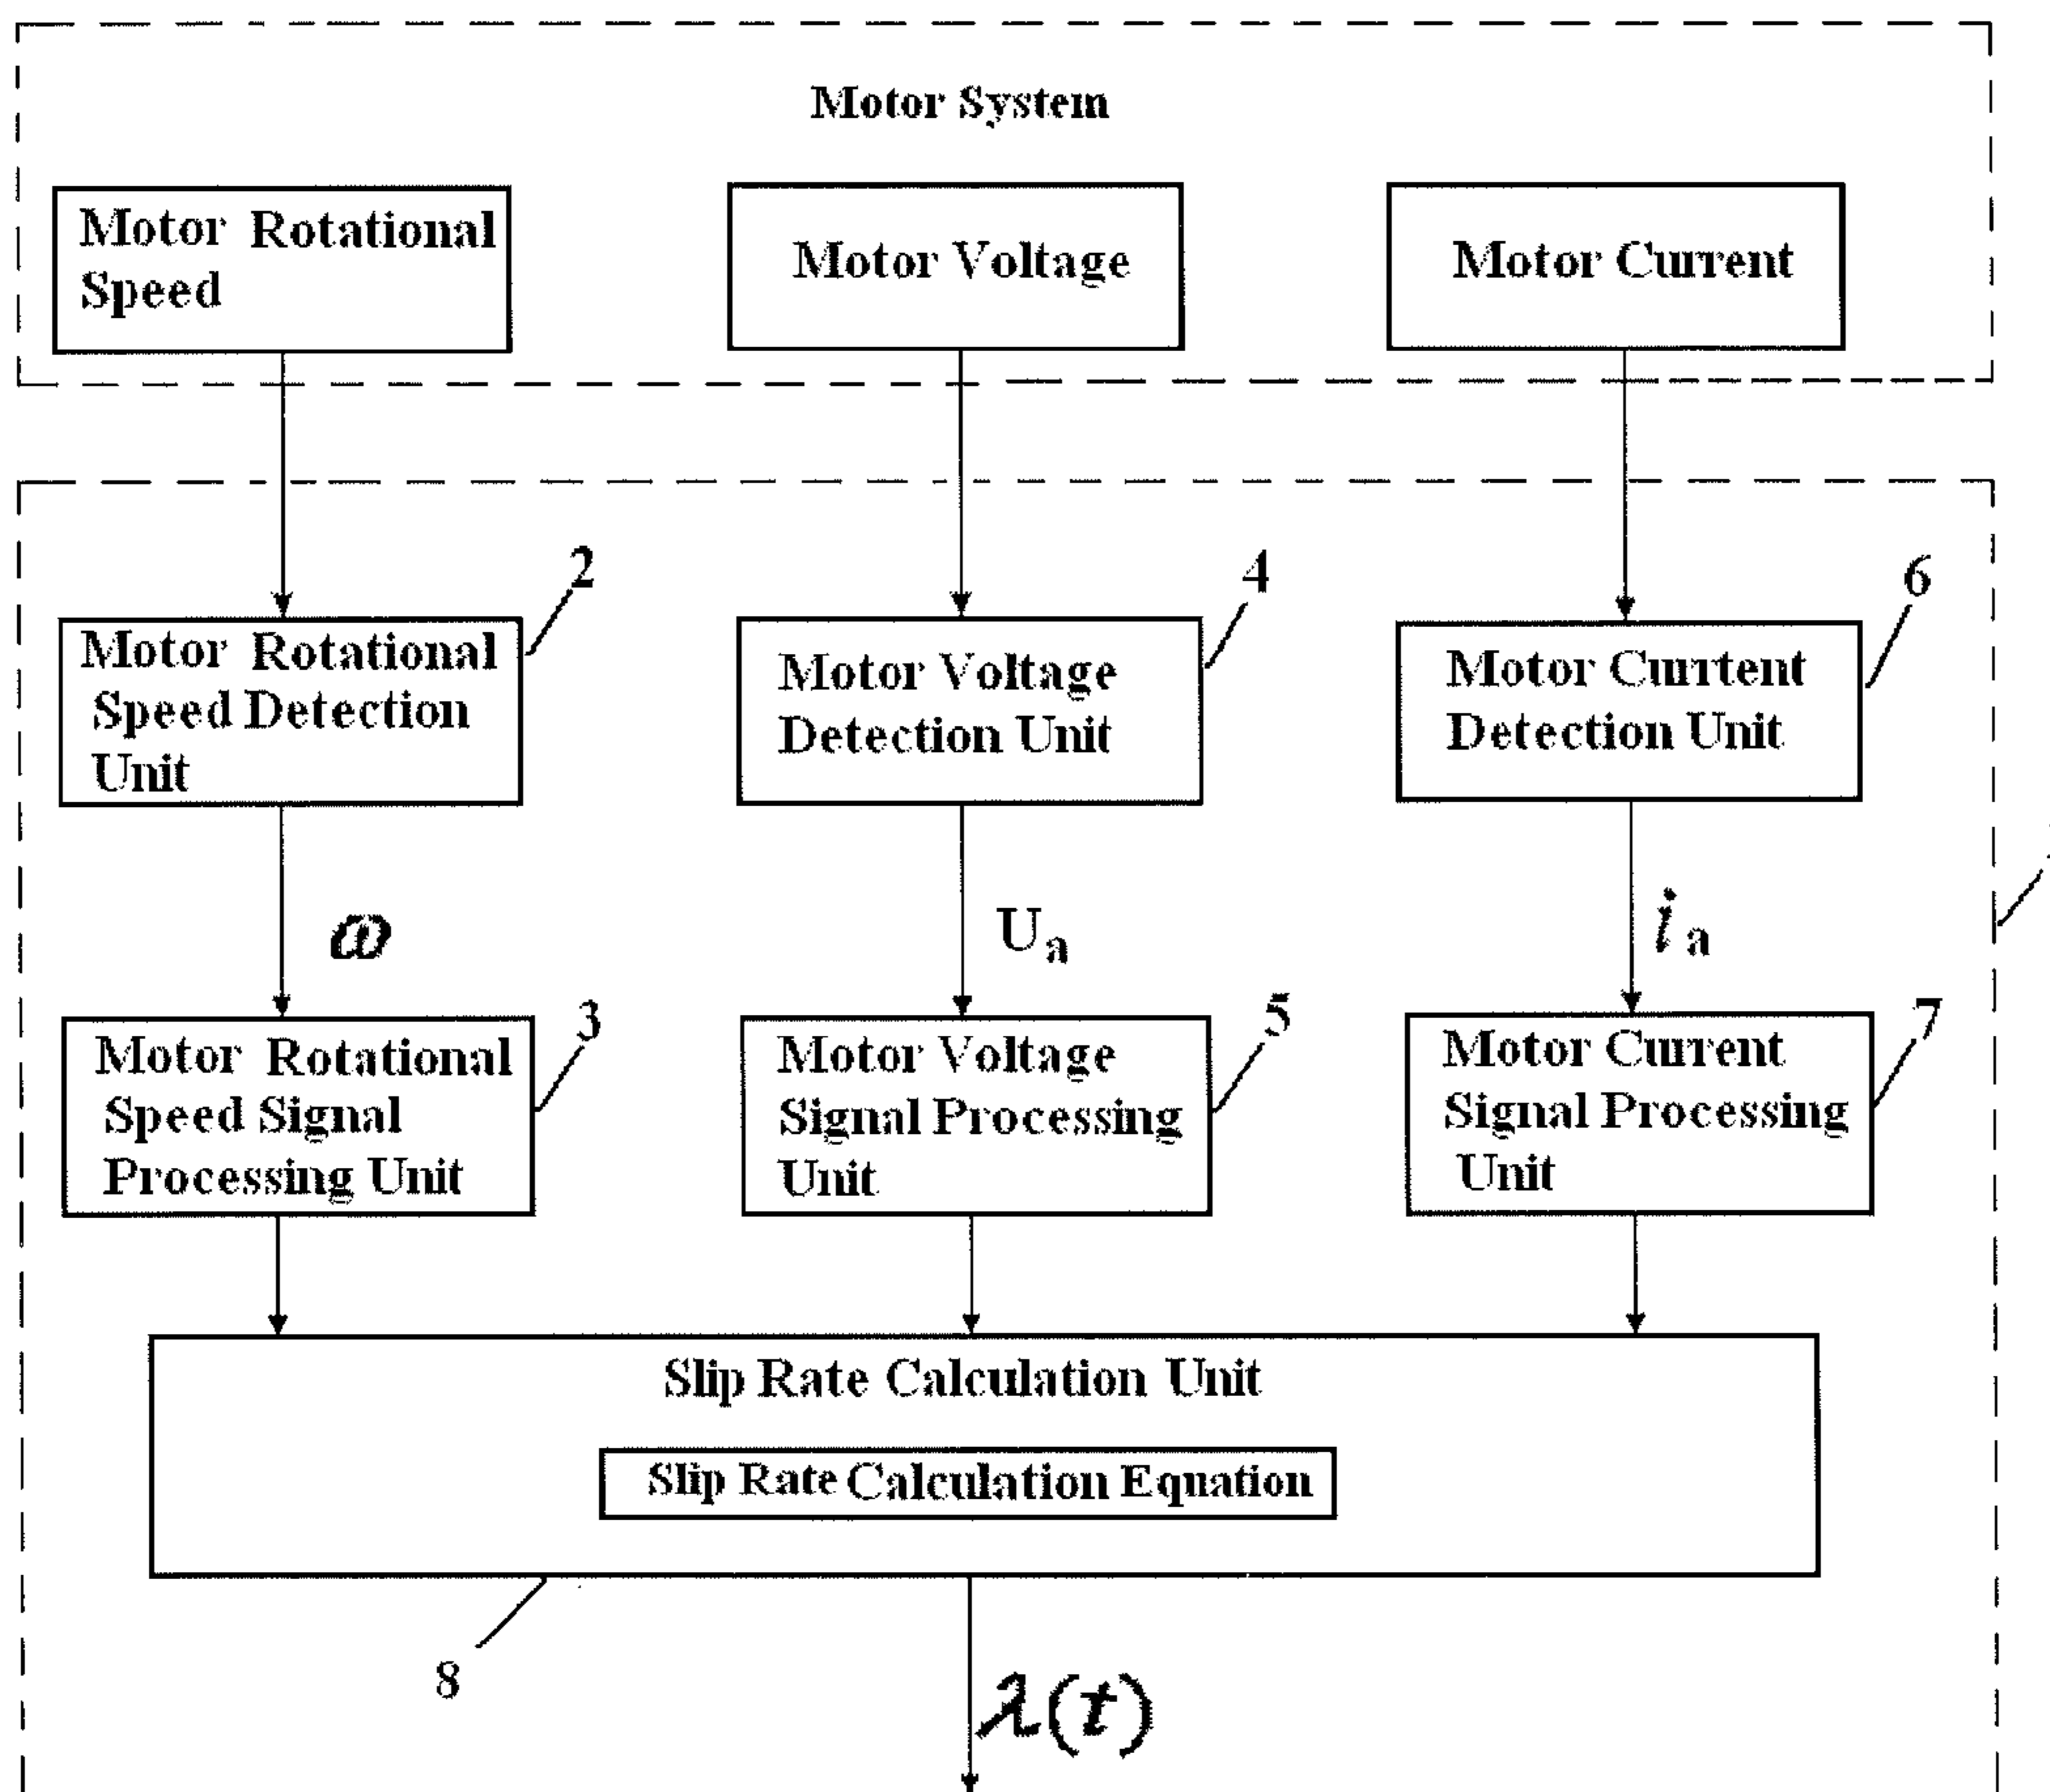 Motor System
Motor Rotational
Speed
Motor Voltage
Motor Current
2
4
6
Motor Rotational
Speed Detection
Unit
Motor Voltage
Detection Unit
Motor Currtent
Detection Unit
ω
Ua
ia
3
5
7
Motor Rotational
Speed Signal
Processing Unit
Motor Voltage
Signal Processing
Unit
Motor Current
Signal Processing
Unit
Slip Rate Calculation Unit
Slip Rate Calculation Equation
8
λ(t)